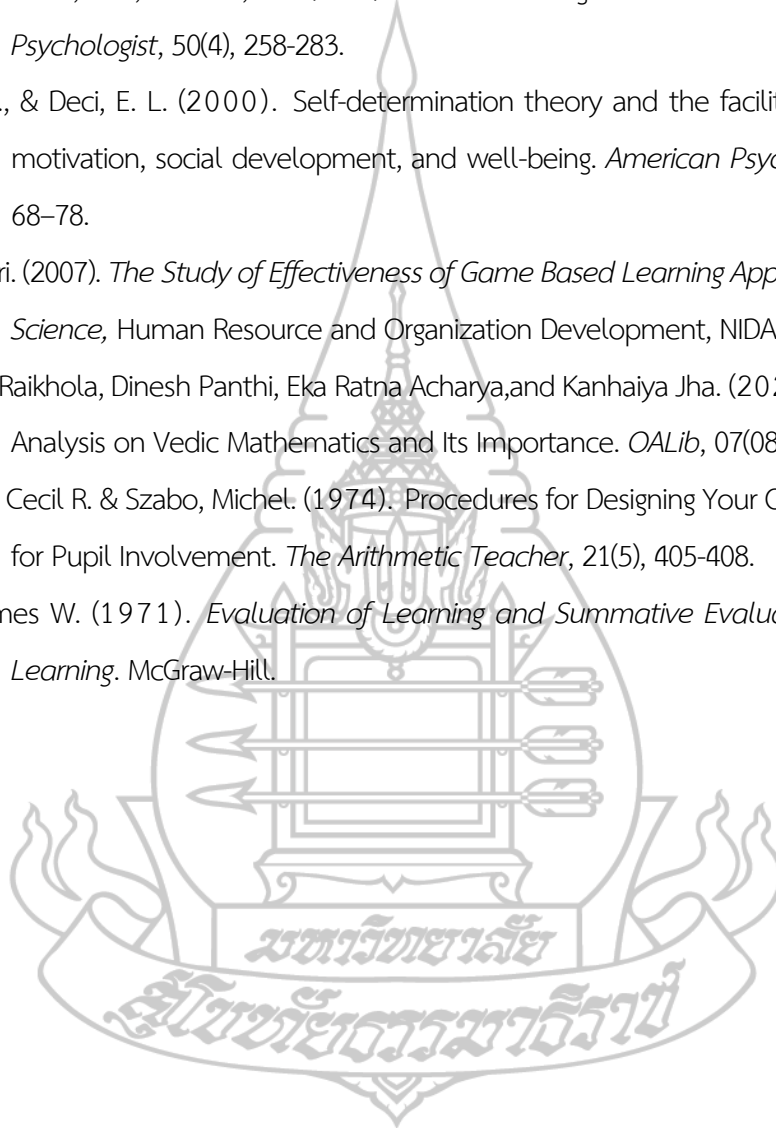 Psychologist, 50(4), 258-283.
., & Deci, E. L. (2000). Self-determination theory and the facilit
motivation, social development, and well-being. American Psyc
68–78.
ri. (2007). The Study of Effectiveness of Game Based Learning App
Science, Human Resource and Organization Development, NIDA
Raikhola, Dinesh Panthi, Eka Ratna Acharya,and Kanhaiya Jha. (202
Analysis on Vedic Mathematics and Its Importance. OALib, 07(08
Cecil R. & Szabo, Michel. (1974). Procedures for Designing Your O
for Pupil Involvement. The Arithmetic Teacher, 21(5), 405-408.
mes W. (1971). Evaluation of Learning and Summative Evalua
Learning. McGraw-Hill.
มหาวิทยาลัย
สุโขทัยธรรมาธิราช